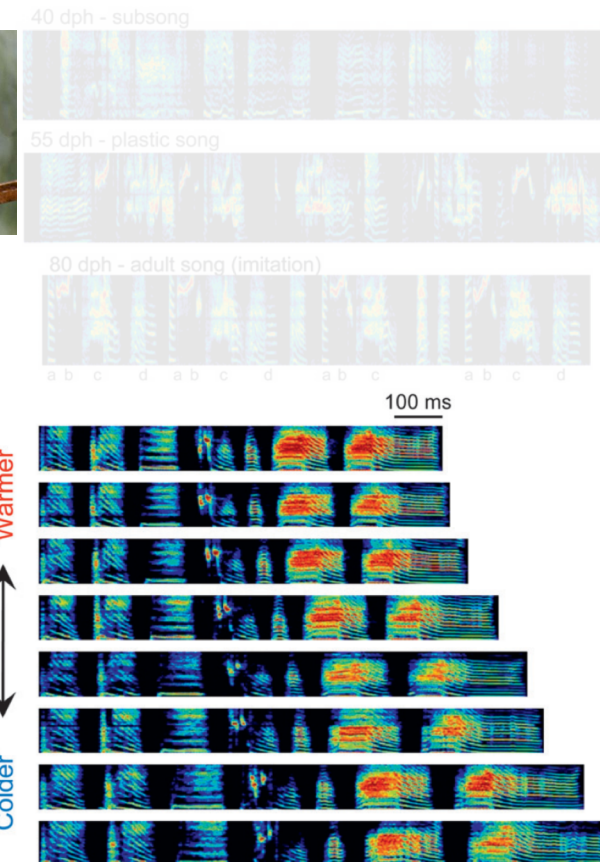 40 dph - subsong
55 dph - plastic song
80 dph - adult song (imitation)
a b c d a b c d a b c a b c d
100 ms
Warmer
Colder